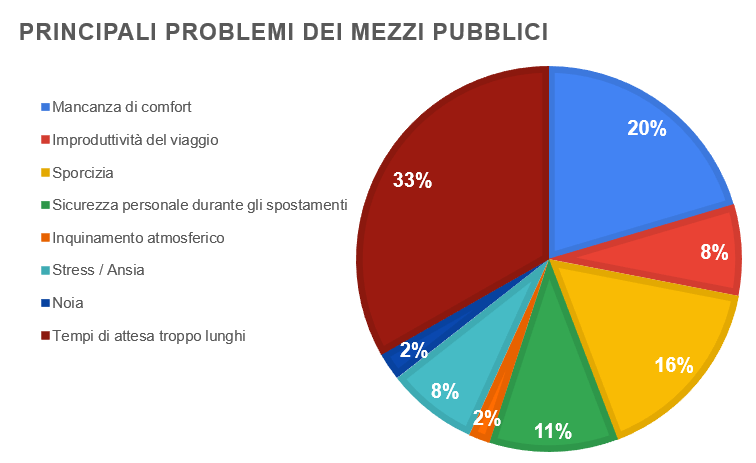 PRINCIPALI PROBLEMI DEI MEZZI PUBBLICI
Mancanza di comfort
Improduttività del viaggio
Sporcizia
Sicurezza personale durante gli spostamenti
Inquinamento atmosferico
Stress / Ansia
Noia
Tempi di attesa troppo lunghi
20%
8%
16%
11%
2%
8%
2%
33%